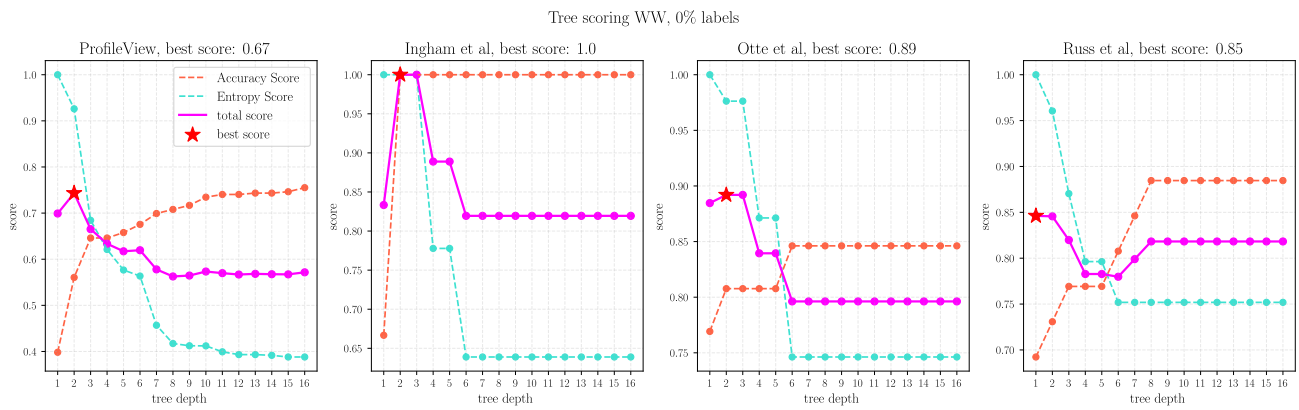 Tree scoring WW, 0% labels
ProfileView, best score: 0.67
1.0
0.9
0.8
0.7
0.6
0.5
0.4
score
1 2 3 4 5 6 7 8 9 10 11 12 13 14 15 16
tree depth
Accuracy Score
Entropy Score
total score
best score
Ingham et al, best score: 1.0
1.00
0.95
0.90
0.85
0.80
0.75
0.70
0.65
score
1 2 3 4 5 6 7 8 9 10 11 12 13 14 15 16
tree depth
Otte et al, best score: 0.89
1.00
0.95
0.90
0.85
0.80
0.75
score
1 2 3 4 5 6 7 8 9 10 11 12 13 14 15 16
tree depth
Russ et al, best score: 0.85
1.00
0.95
0.90
0.85
0.80
0.75
0.70
score
1 2 3 4 5 6 7 8 9 10 11 12 13 14 15 16
tree depth